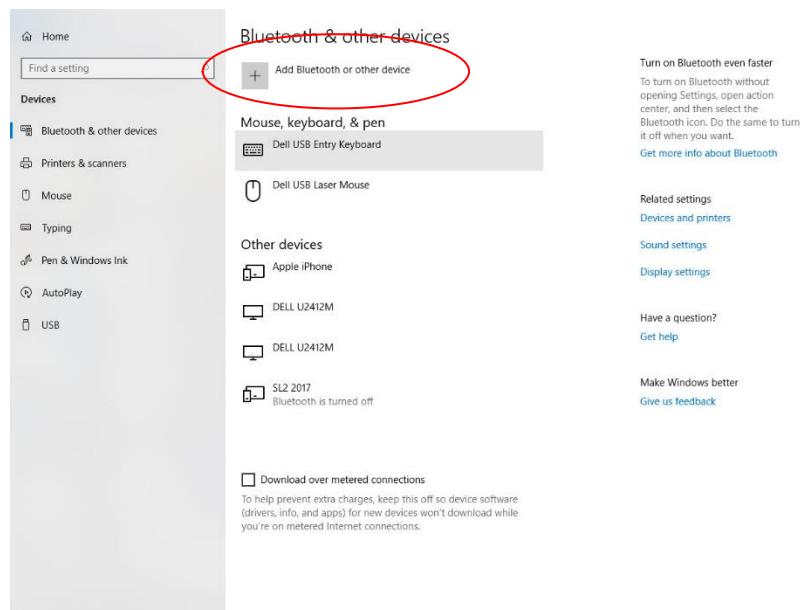 Home
Find a setting
Devices
Bluetooth & other devices
Printers & scanners
Mouse
Typing
Pen & Windows Ink
AutoPlay
USB
Bluetooth & other devices
Add Bluetooth or other device
Mouse, keyboard, & pen
Dell USB Entry Keyboard
Dell USB Laser Mouse
Other devices
Apple iPhone
DELL U2412M
DELL U2412M
SL2 2017
Bluetooth is turned off
Download over metered connections
To help prevent extra charges, keep this off so device software
(drivers, info, and apps) for new devices won't download while
you're on metered Internet connections.
Turn on Bluetooth even faster
To turn on Bluetooth without
opening Settings, open action
center, and then select the
Bluetooth icon. Do the same to turn
it off when you want.
Get more info about Bluetooth
Related settings
Devices and printers
Sound settings
Display settings
Have a question?
Get help
Make Windows better
Give us feedback